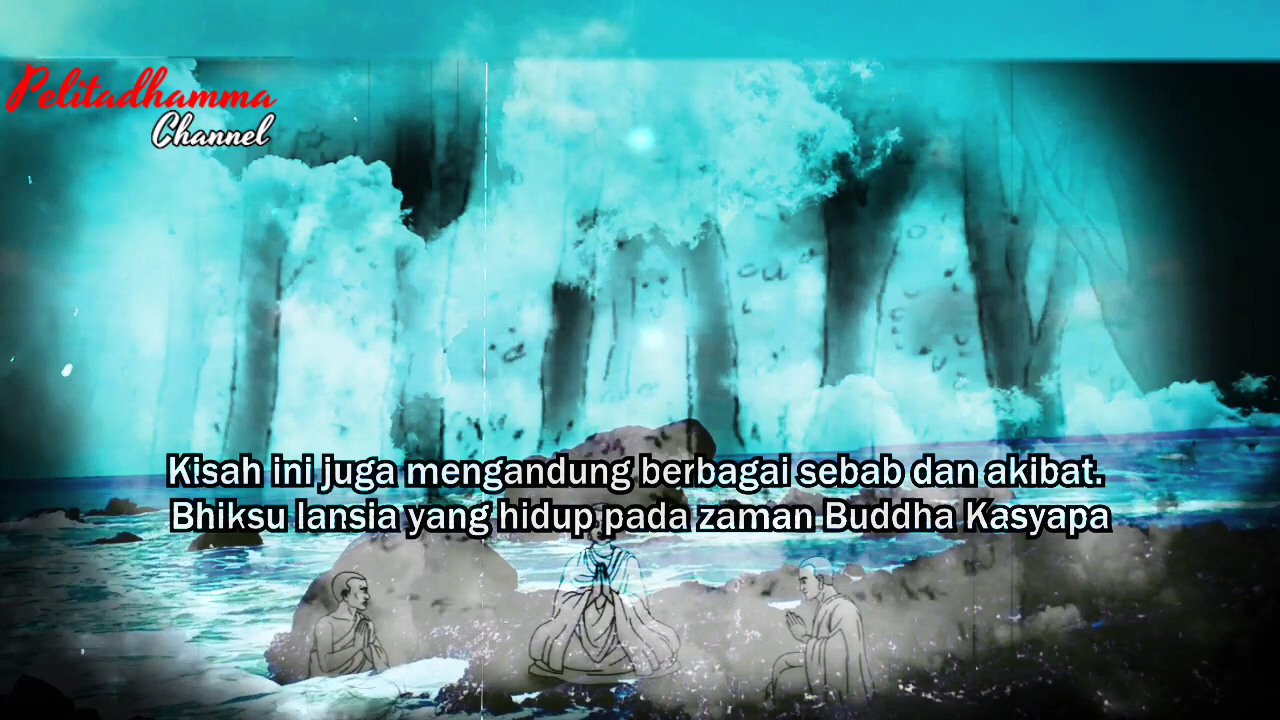 Pelitadhamma
Channel
Kisah ini juga mengandung berbagai sebab dan akibat.
Bhiksu lansia yang hidup pada zaman Buddha Kasyapa